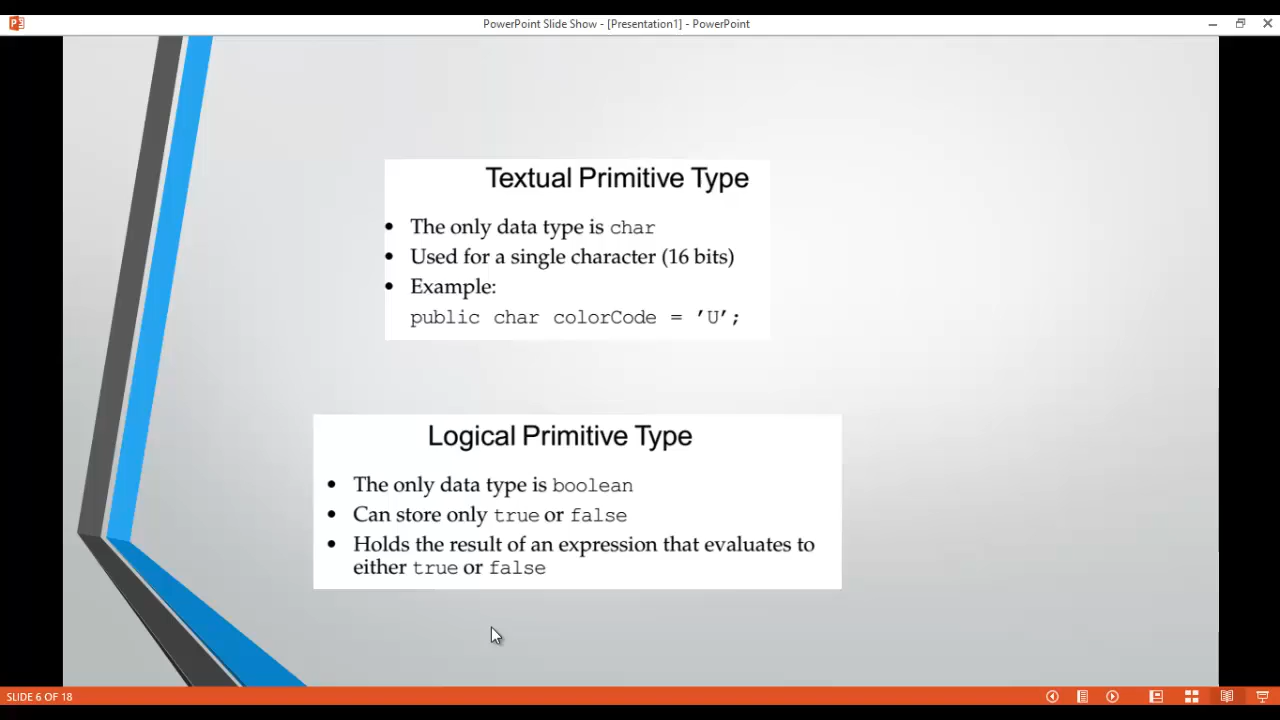 PowerPoint Slide Show - [Presentation1] - PowerPoint
Textual Primitive Type
• The only data type is char
• Used for a single character (16 bits)
• Example:
public char colorCode = ’U’;
Logical Primitive Type
• The only data type is boolean
• Can store only true or false
• Holds the result of an expression that evaluates to
either true or false
SLIDE 6 OF 18